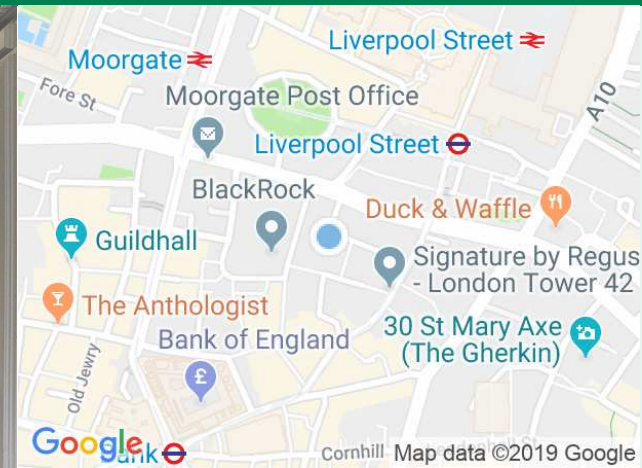 Liverpool Street
Moorgate
Fore St
Moorgate Post Office
A10
Liverpool Street
BlackRock
Duck & Waffle
Guildhall
Signature by Regus
- London Tower 42
The Anthologist
Bank of England
30 St Mary Axe
(The Gherkin)
Old Jewry
£
Google
Bank
Cornhill
Map data ©2019 Google